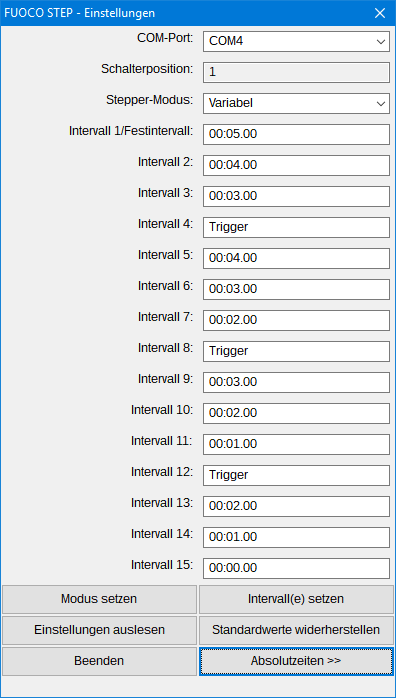 FUOCO STEP - Einstellungen
COM-Port: COM4
Schalterposition: 1
Stepper-Modus: Variabel
Intervall 1/Festintervall: 00:05.00
Intervall 2: 00:04.00
Intervall 3: 00:03.00
Intervall 4: Trigger
Intervall 5: 00:04.00
Intervall 6: 00:03.00
Intervall 7: 00:02.00
Intervall 8: Trigger
Intervall 9: 00:03.00
Intervall 10: 00:02.00
Intervall 11: 00:01.00
Intervall 12: Trigger
Intervall 13: 00:02.00
Intervall 14: 00:01.00
Intervall 15: 00:00.00
Modus setzen Intervall(e) setzen
Einstellungen auslesen Standardwerte widerherstellen
Beenden Absolutzeiten >>